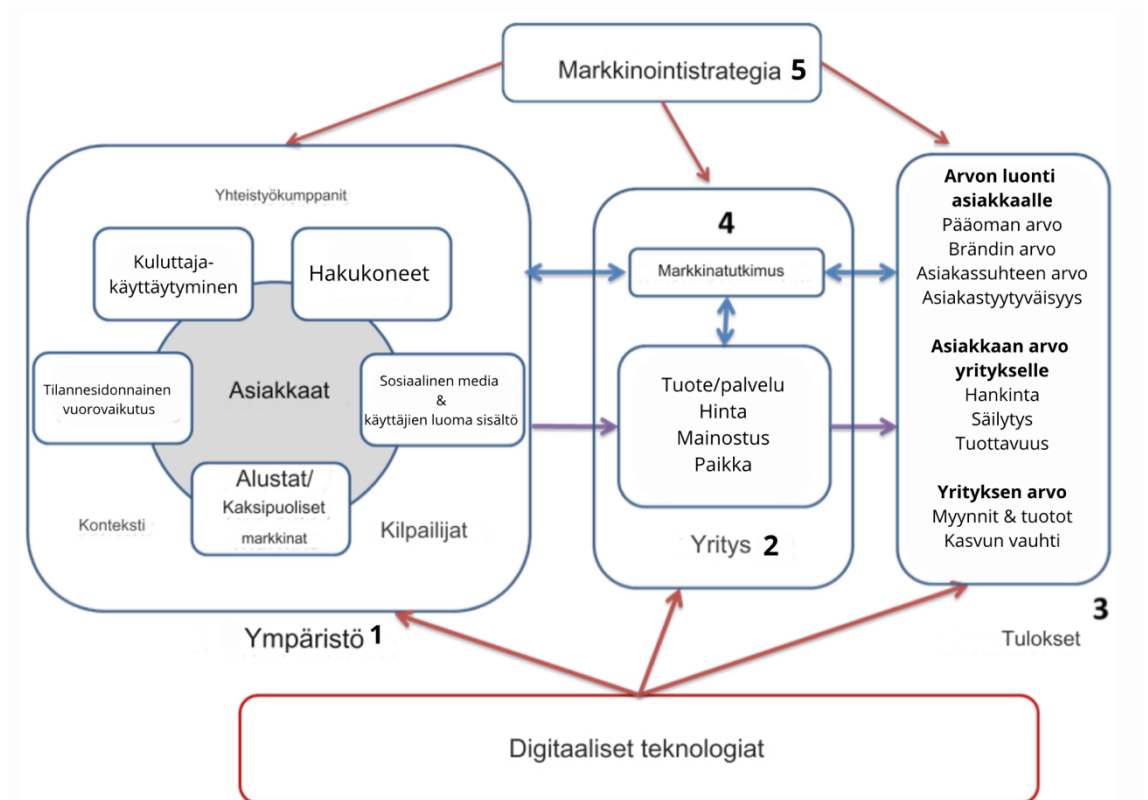 Markkinointistrategia 5
Yhteistyökumppanit
Kuluttaja-
käyttäytyminen
Hakukoneet
Tilannesidonnainen
vuorovaikutus
Asiakkaat
Sosiaalinen media
&
käyttäjien luoma sisältö
Alustat/
Kaksipuoliset
markkinat
Konteksti
Kilpailijat
Ympäristö 1
4
Markkinatutkimus
Tuote/palvelu
Hinta
Mainostus
Paikka
Yritys 2
Arvon luonti
asiakkaalle
Pääoman arvo
Brändin arvo
Asiakassuhteen arvo
Asiakastyytyväisyys
Asiakkaan arvo
yritykselle
Hankinta
Säilytys
Tuottavuus
Yrityksen arvo
Myynnit & tuotot
Kasvun vauhti
3
Tulokset
Digitaaliset teknologiat